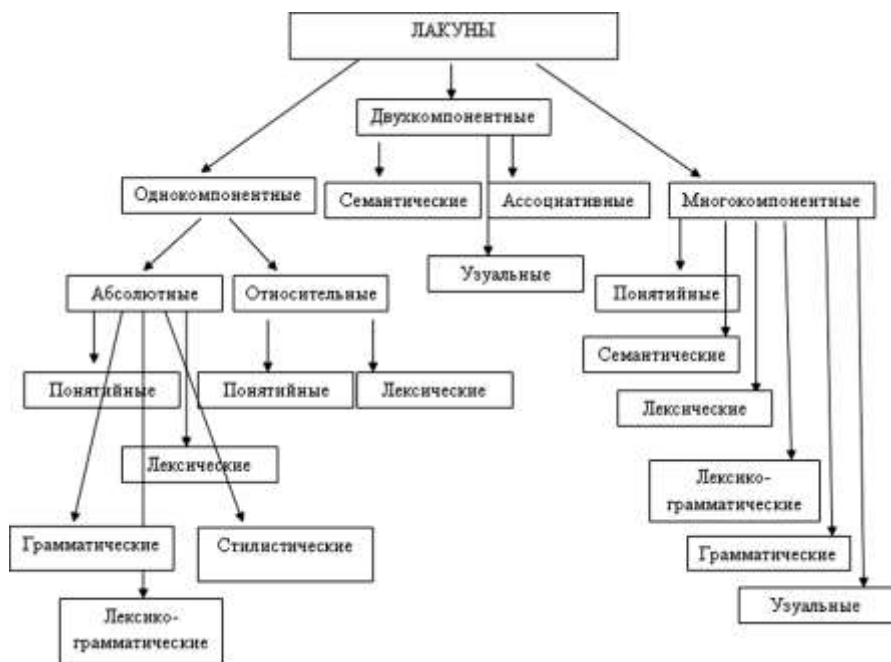 ЛАКУНЫ
Двухкомпонентные
Однокомпонентные
Семантические
Ассоциативные
Многокомпонентные
Узуальные
Абсолютные
Относительные
Понятийные
Семантические
Понятийные
Понятийные
Лексические
Лексические
Лексические
Лексико-
грамматические
Грамматические
Стилистические
Грамматические
Узуальные
Лексико-
грамматические